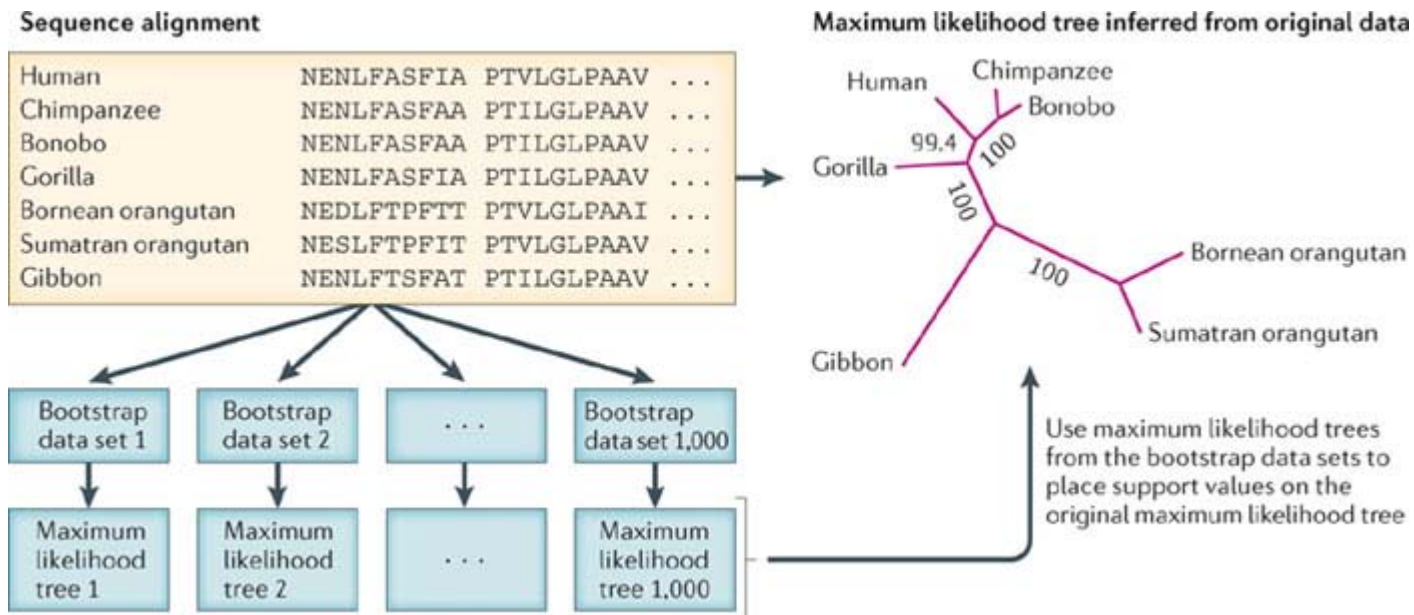 Sequence alignment
Human NENLFASFIA PTVLGLPAAV ...
Chimpanzee NENLFASFAA PTILGLPAAV ...
Bonobo NENLFASFAA PTILGLPAAV ...
Gorilla NENLFASFIA PTILGLPAAV ...
Bornean orangutan NEDLFTPFTT PTVLGLPAAI ...
Sumatran orangutan NESLFTPFIT PTVLGLPAAV ...
Gibbon NENLFTSFAT PTILGLPAAV ...
Bootstrap
data set 1
Bootstrap
data set 2
...
Bootstrap
data set 1,000
Maximum
likelihood
tree 1
Maximum
likelihood
tree 2
...
Maximum
likelihood
tree 1,000
Maximum likelihood tree inferred from original data
Chimpanzee
Human
Bonobo
99.4
100
Gorilla
100
100
Bornean orangutan
Sumatran orangutan
Gibbon
Use maximum likelihood trees
from the bootstrap data sets to
place support values on the
original maximum likelihood tree